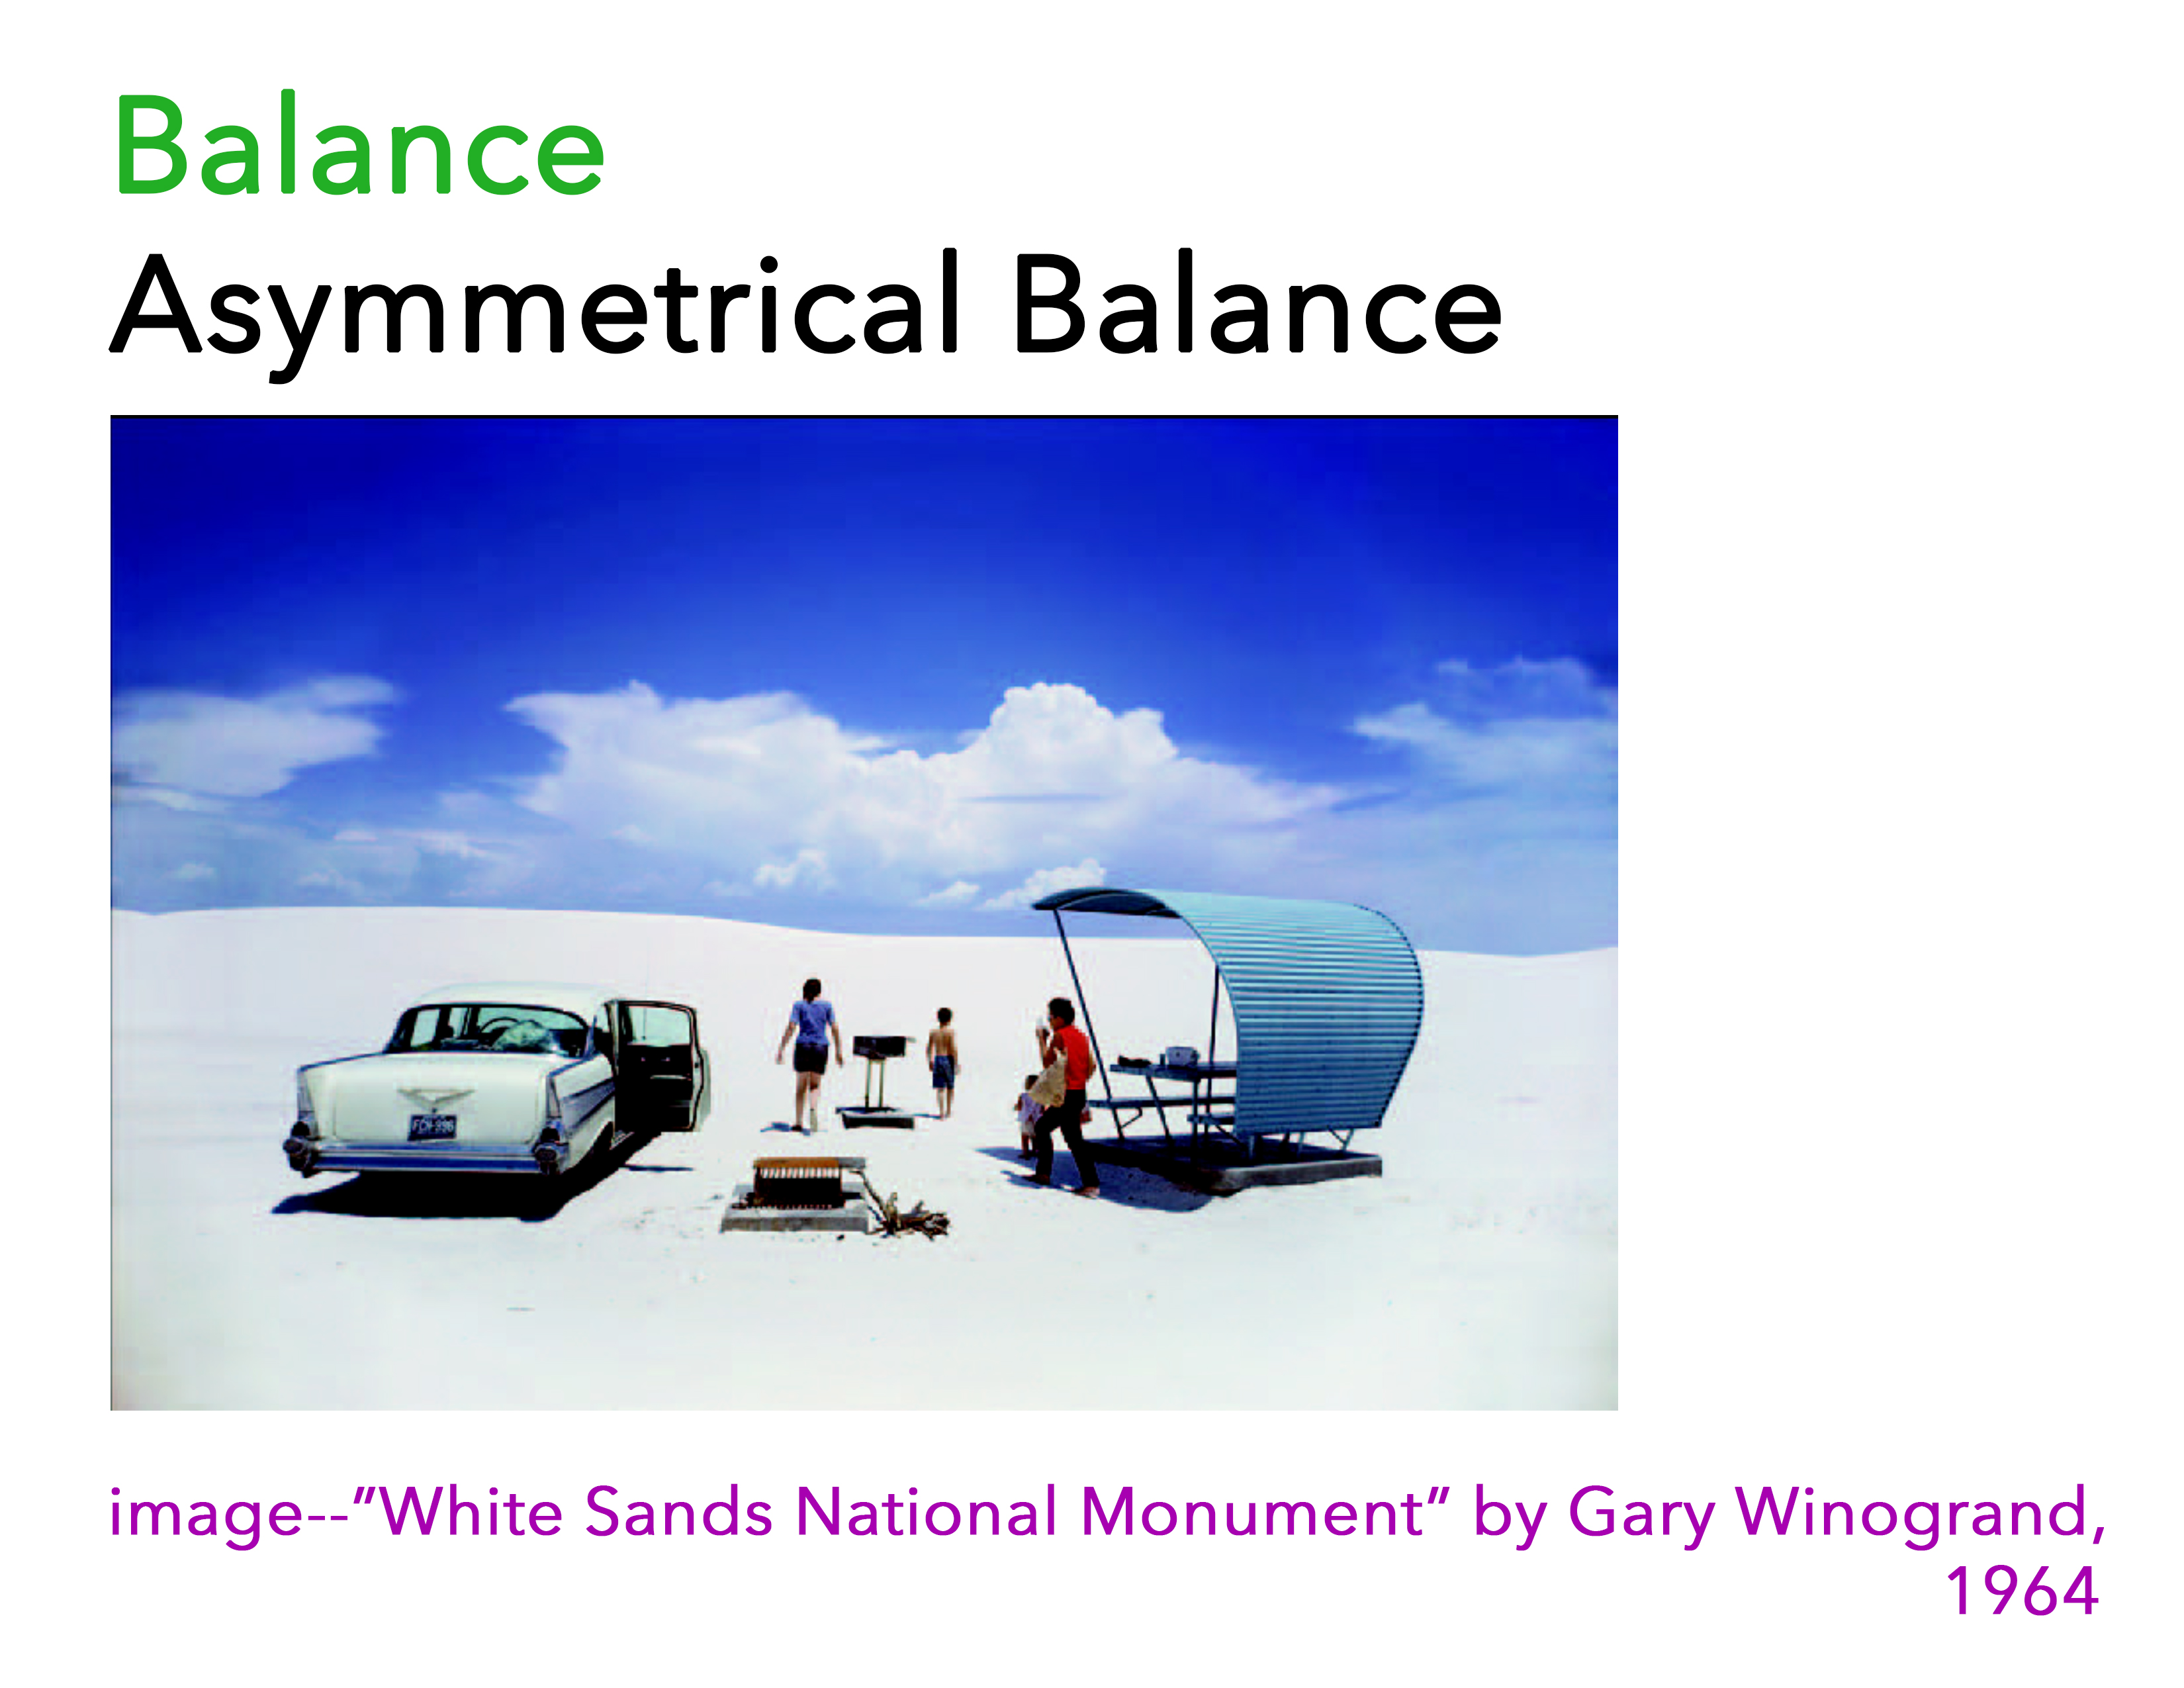 Balance
Asymmetrical Balance
image--"White Sands National Monument" by Gary Winogrand,
1964